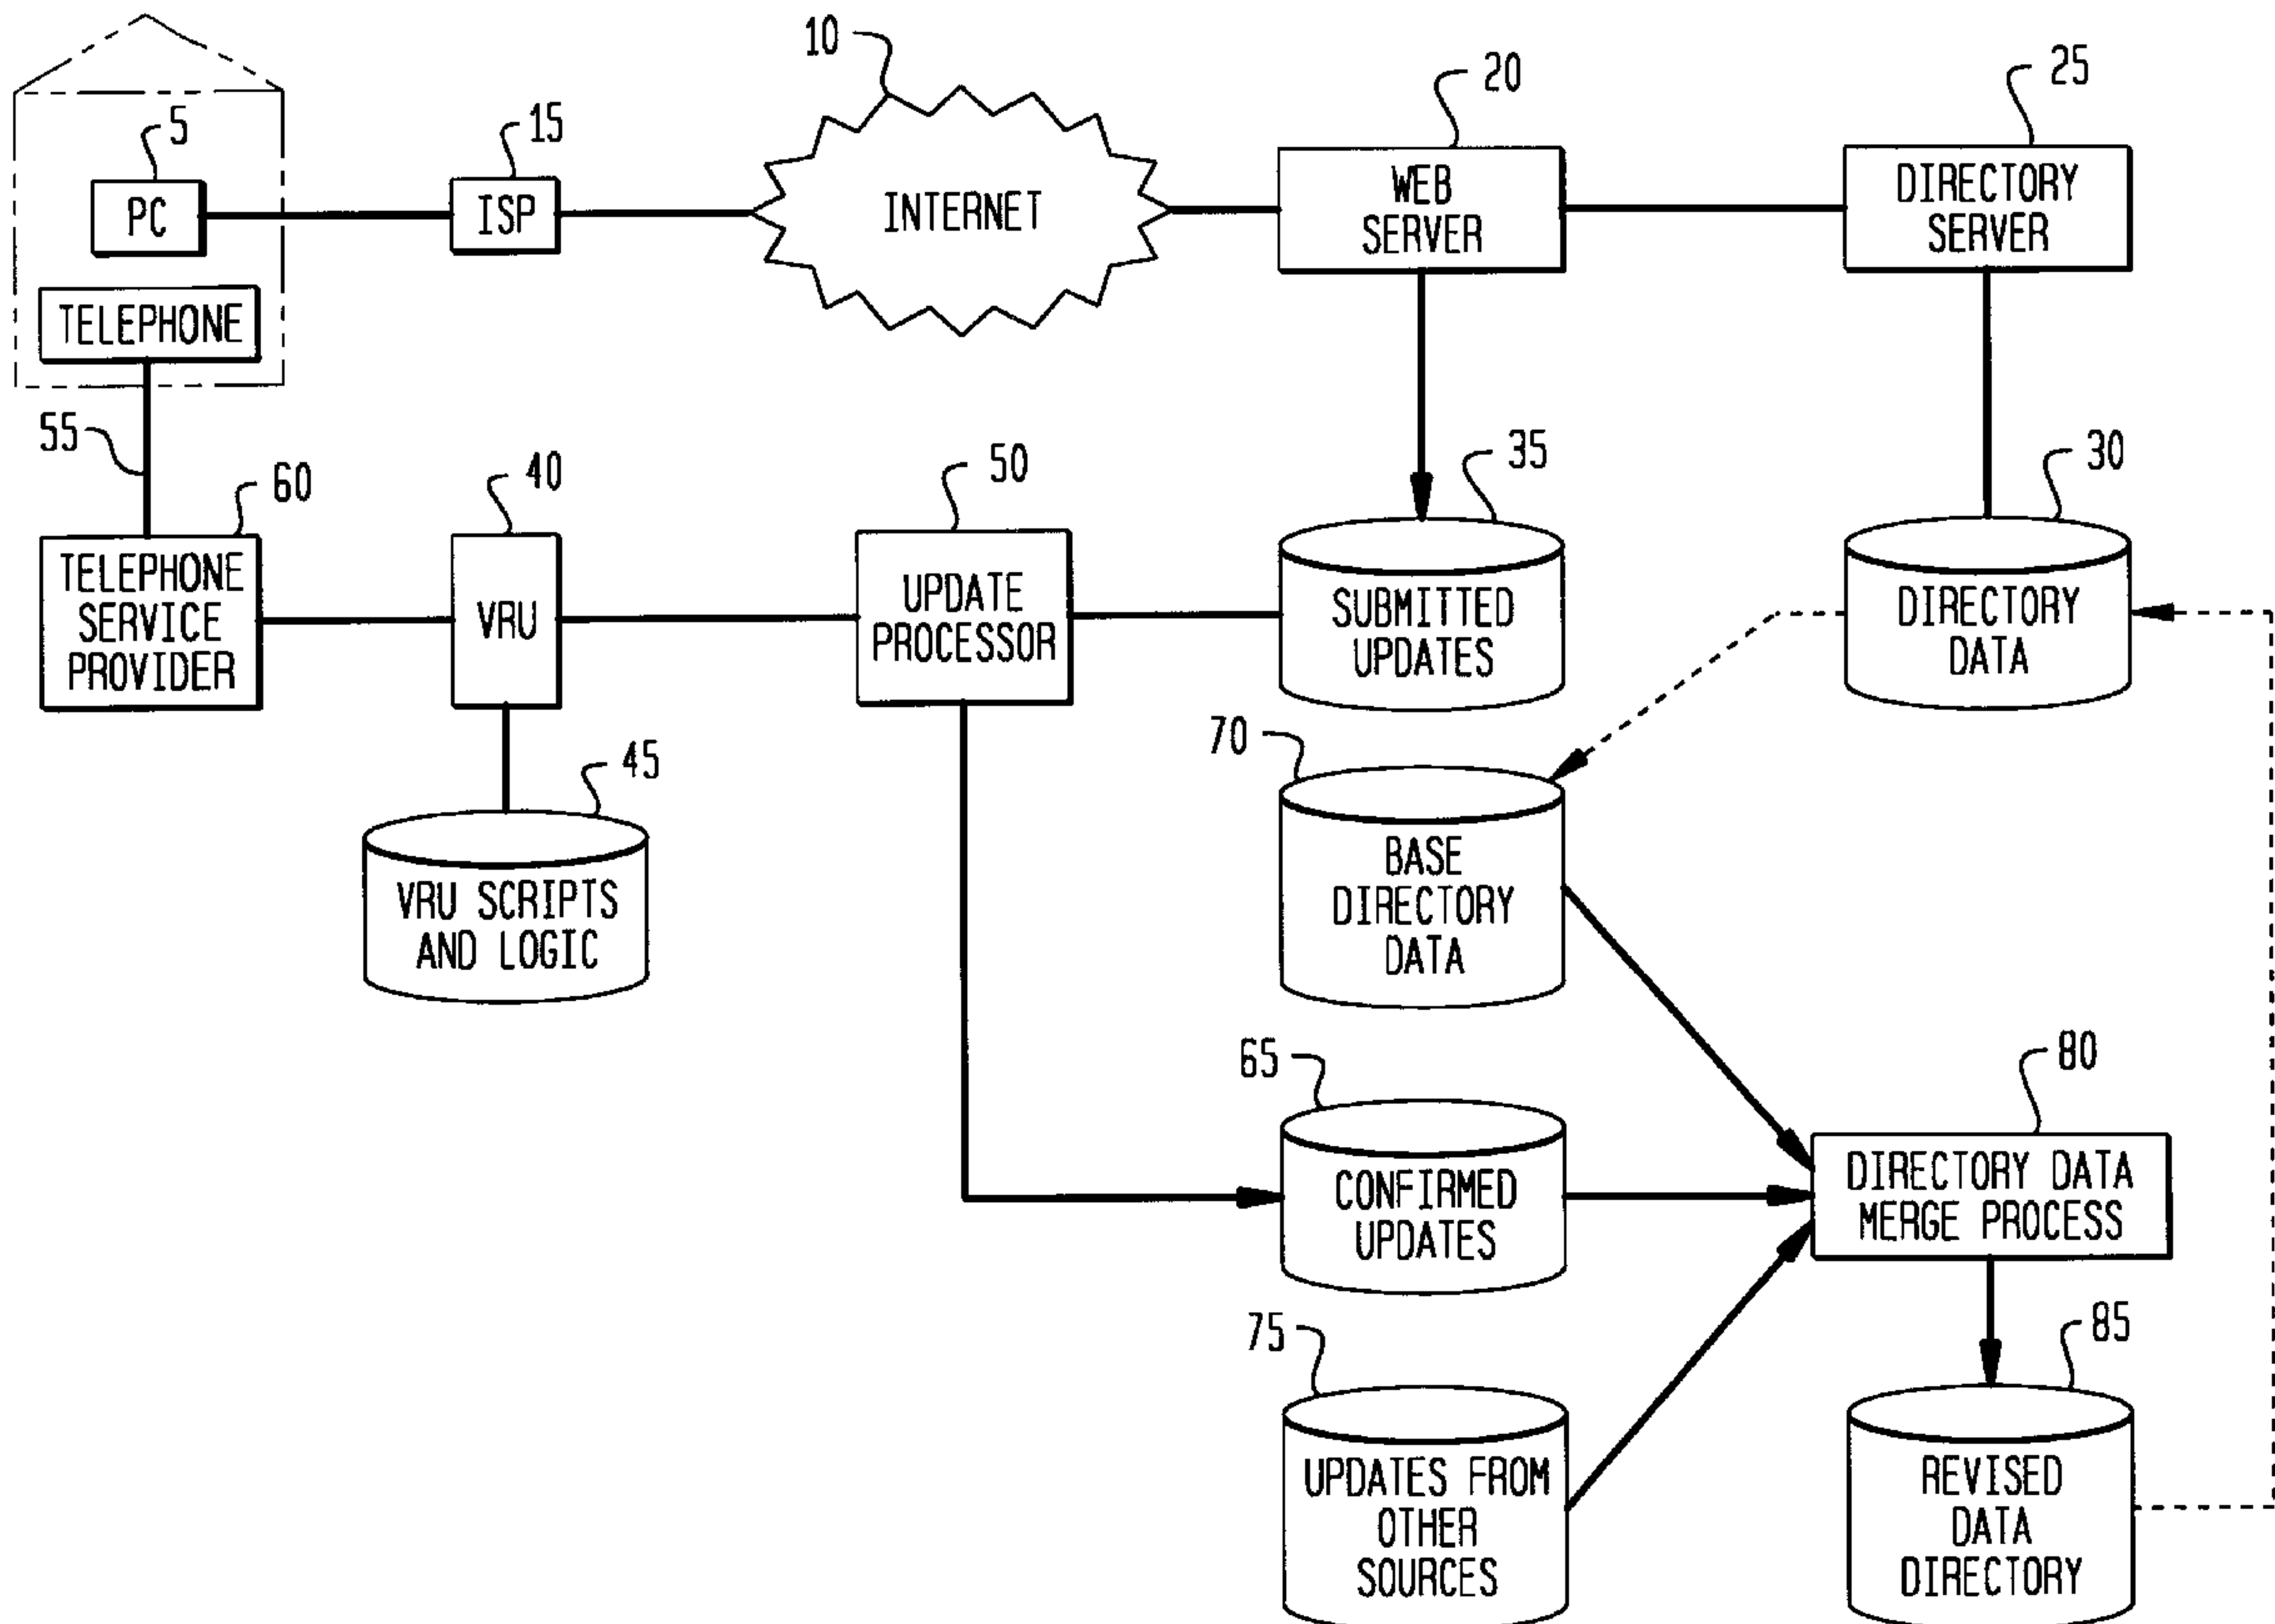 10
20
25
5
15
PC
ISP
INTERNET
WEB
SERVER
DIRECTORY
SERVER
TELEPHONE
55
60
40
50
35
30
TELEPHONE
SERVICE
PROVIDER
VRU
UPDATE
PROCESSOR
SUBMITTED
UPDATES
DIRECTORY
DATA
70
45
BASE
DIRECTORY
DATA
VRU SCRIPTS
AND LOGIC
65
80
CONFIRMED
UPDATES
DIRECTORY DATA
MERGE PROCESS
75
85
UPDATES FROM
OTHER
SOURCES
REVISED
DATA
DIRECTORY